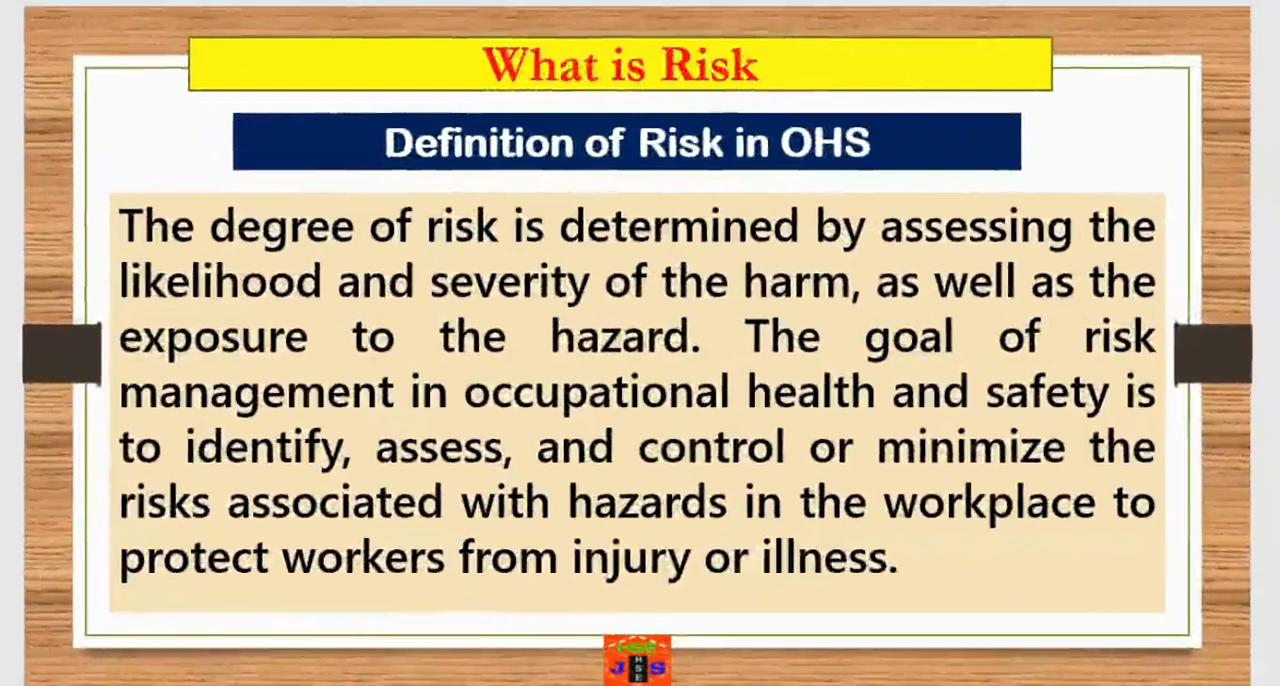 What is Risk
Definition of Risk in OHS
The degree of risk is determined by assessing the
likelihood and severity of the harm, as well as the
exposure to the hazard. The goal of risk
management in occupational health and safety is
to identify, assess, and control or minimize the
risks associated with hazards in the workplace to
protect workers from injury or illness.
HSE
J HSE S